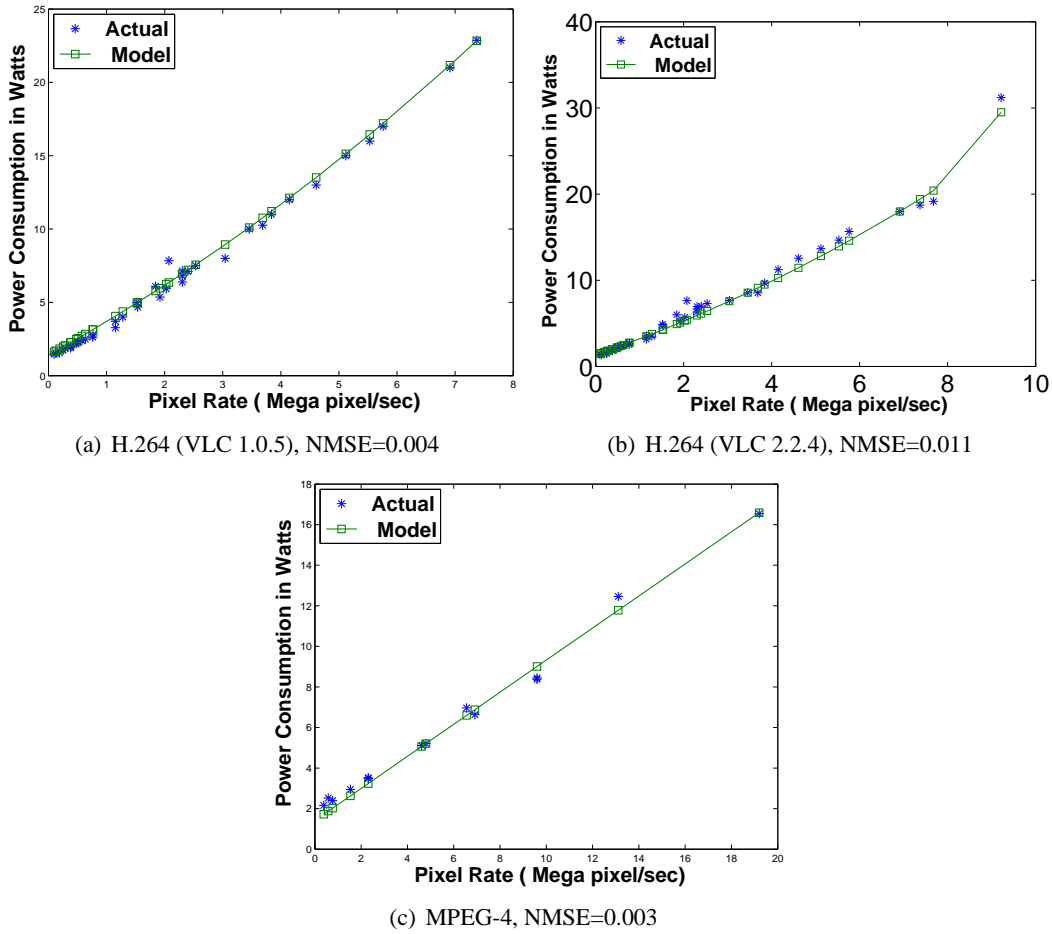 25
20
15
10
5
0
Power Consumption in Watts
Actual
Model
0 1 2 3 4 5 6 7 8
Pixel Rate ( Mega pixel/sec)
(a) H.264 (VLC 1.0.5), NMSE=0.004
40
30
20
10
0
Power Consumption in Watts
Actual
Model
0 2 4 6 8 10
Pixel Rate ( Mega pixel/sec)
(b) H.264 (VLC 2.2.4), NMSE=0.011
18
16
14
12
10
8
6
4
2
0
Power Consumption in Watts
Actual
Model
0 2 4 6 8 10 12 14 16 18 20
Pixel Rate ( Mega pixel/sec)
(c) MPEG-4, NMSE=0.003